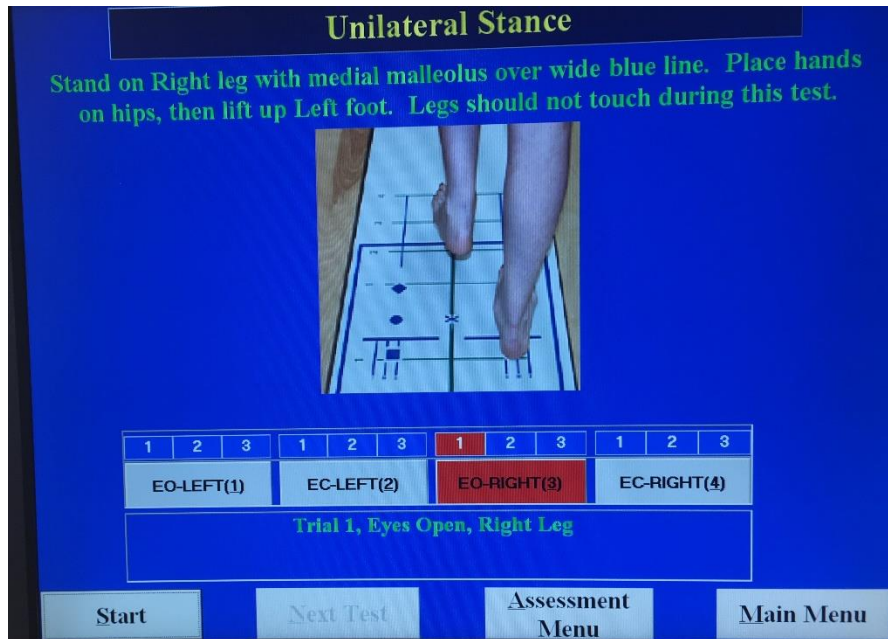 Unilateral Stance
Stand on Right leg with medial malleolus over wide blue line. Place hands
on hips, then lift up Left foot. Legs should not touch during this test.
1 2 3 1 2 3 1 2 3 1 2 3
EO-LEFT(1) EC-LEFT(2) EO-RIGHT(3) EC-RIGHT(4)
Trial 1, Eyes Open, Right Leg
Start Next Test Assessment Menu Main Menu